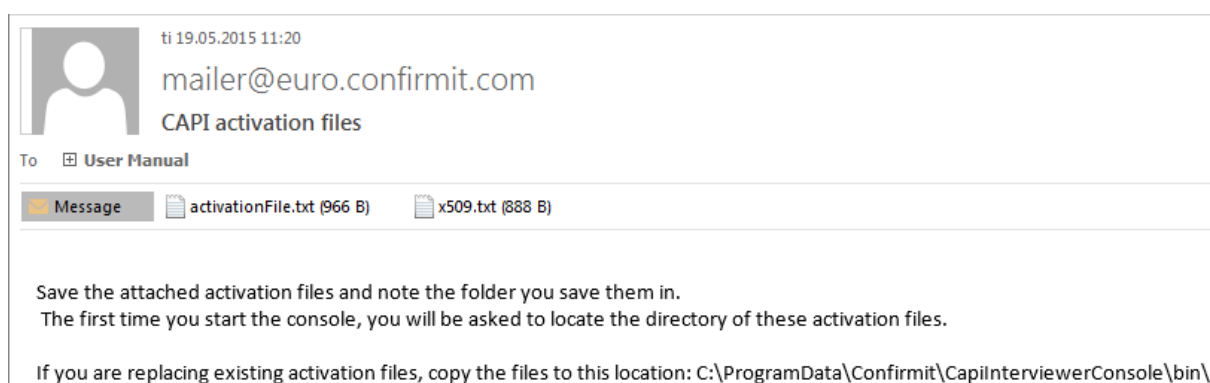 ti 19.05.2015 11:20
mailer@euro.confirmit.com
CAPI activation files
To User Manual
Message activationFile.txt (966 B) x509.txt (888 B)
Save the attached activation files and note the folder you save them in.
The first time you start the console, you will be asked to locate the directory of these activation files.
If you are replacing existing activation files, copy the files to this location: C:\ProgramData\Confirmit\CapiInterviewerConsole\bin\